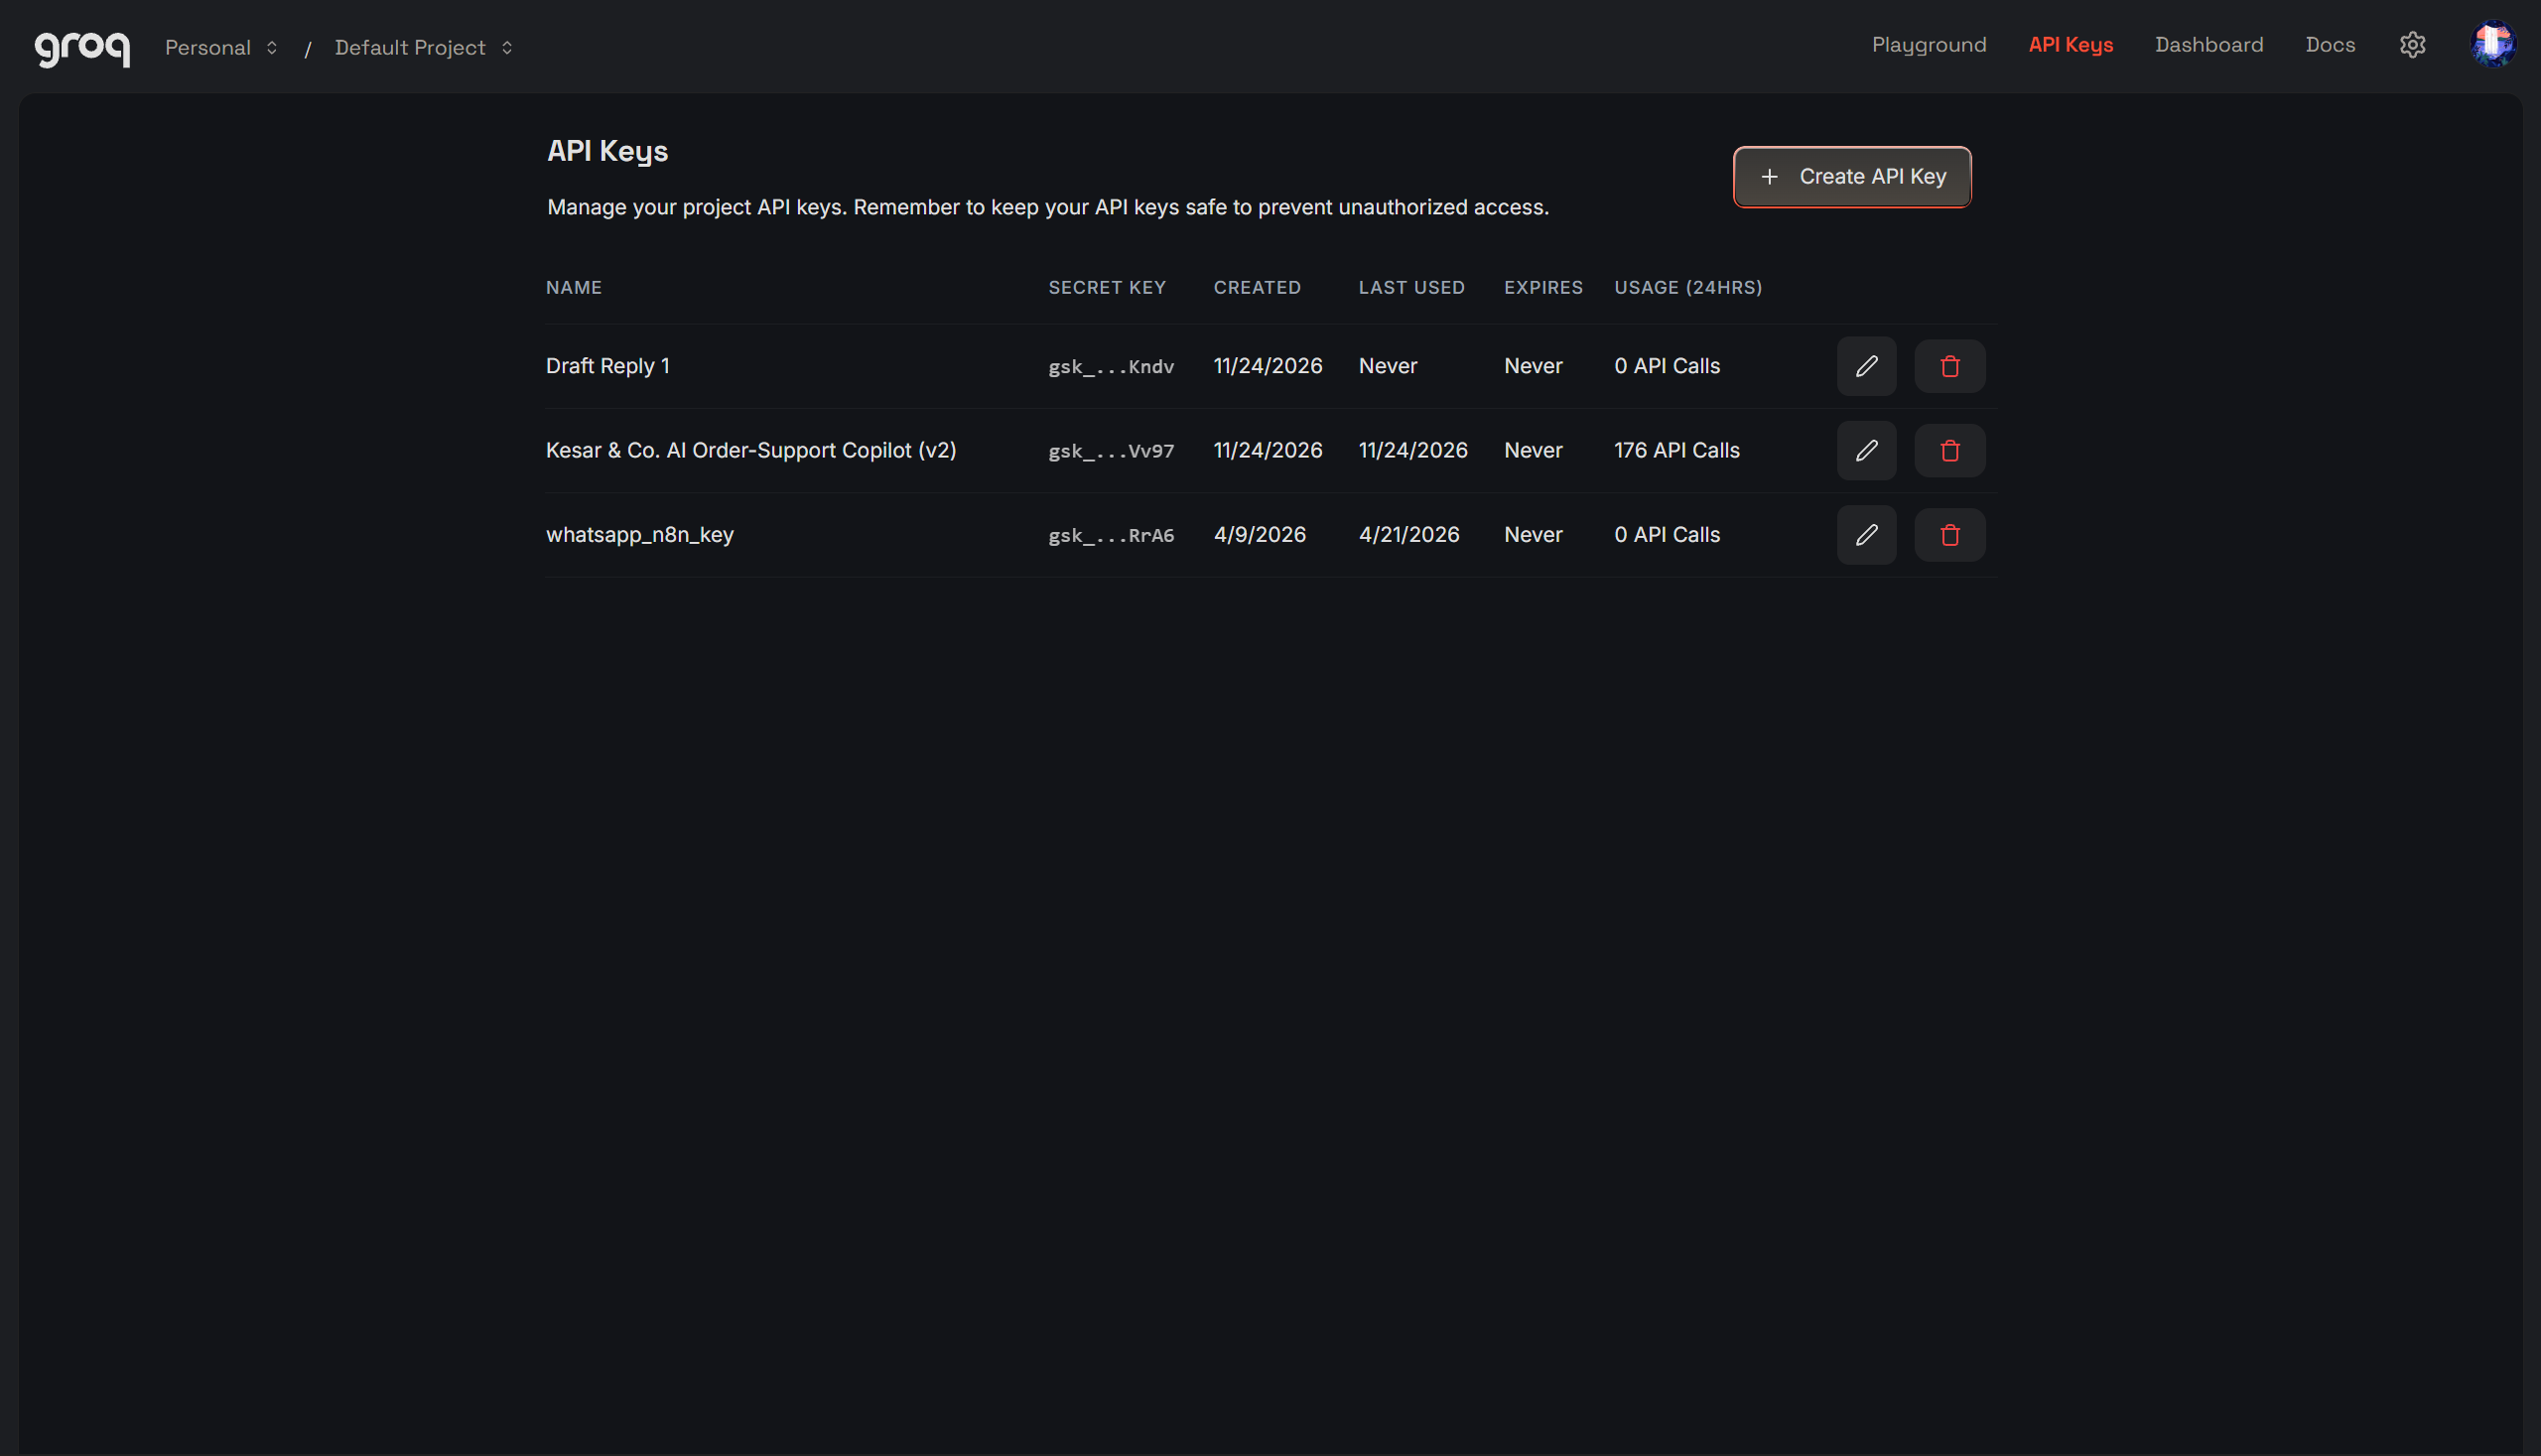 groq Personal / Default Project Playground API Keys Dashboard Docs
API Keys
+ Create API Key
Manage your project API keys. Remember to keep your API keys safe to prevent unauthorized access.
NAME SECRET KEY CREATED LAST USED EXPIRES USAGE (24HRS)
Draft Reply 1 gsk_...Kndv 11/24/2026 Never Never 0 API Calls
Kesar & Co. AI Order-Support Copilot (v2) gsk_...Vv97 11/24/2026 11/24/2026 Never 176 API Calls
whatsapp_n8n_key gsk_...RrA6 4/9/2026 4/21/2026 Never 0 API Calls